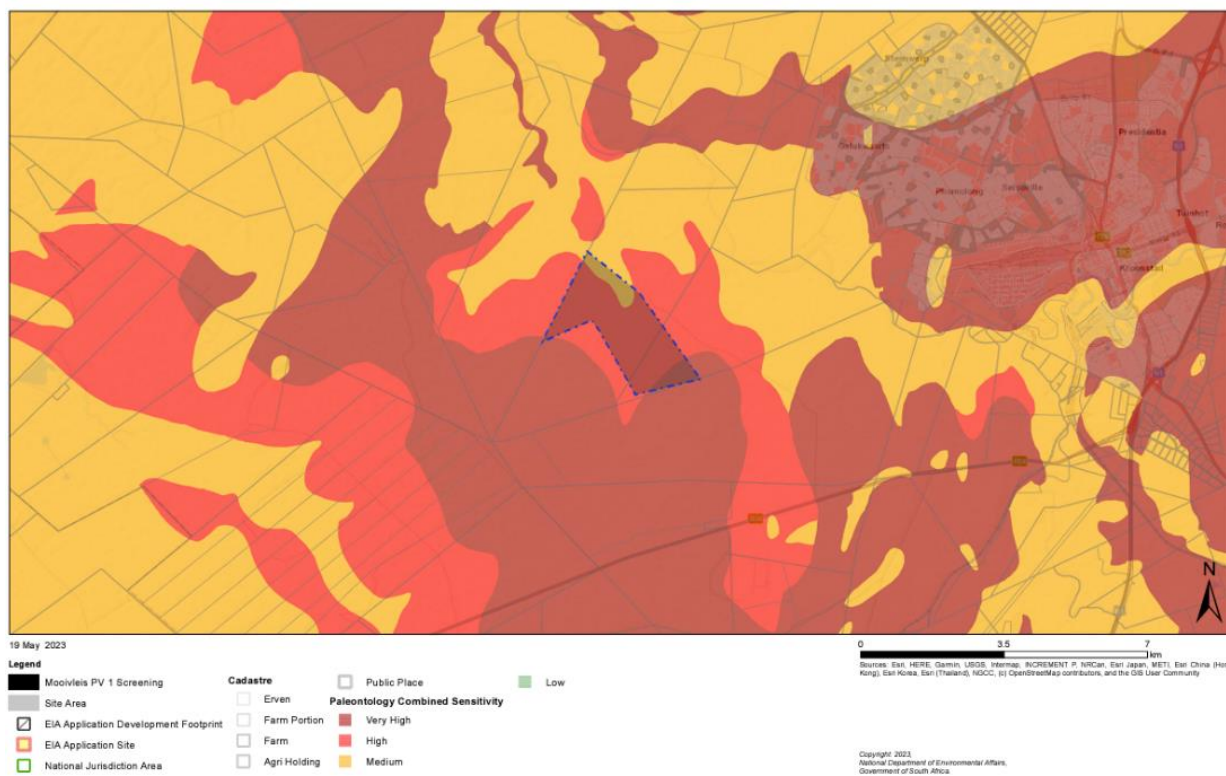 Presidentia
Phomolong
Kroonstad
N
19 May 2023
0 3.5 7
km
Sources: Esri, HERE, Garmin, USGS, Intermap, INCREMENT P, NRCan, Esri Japan, METI, Esri China (Hong
Kong), Esri Korea, Esri (Thailand), NGCC, (c) OpenStreetMap contributors, and the GIS User Community
Legend
Mooivleis PV 1 Screening
Site Area
EIA Application Development Footprint
EIA Application Site
National Jurisdiction Area
Cadastre
Erven
Farm Portion
Farm
Agri Holding
Public Place
Paleontology Combined Sensitivity
Very High
High
Medium
Low
Copyright 2023,
National Department of Environmental Affairs,
Government of South Africa.